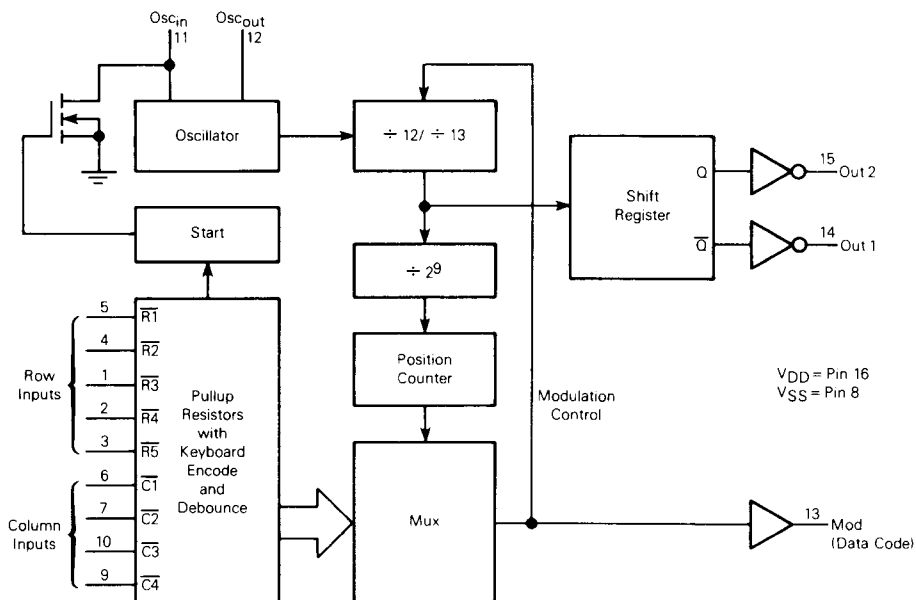 Osc_in
11
Osc_out
12
Oscillator
÷ 12/ ÷ 13
Start
÷ 2⁹
Position
Counter
Shift
Register
Q
Q̅
15
Out 2
14
Out 1
Row
Inputs
5 R̅1̅
4 R̅2̅
1 R̅3̅
2 R̅4̅
3 R̅5̅
Column
Inputs
6 C̅1̅
7 C̅2̅
10 C̅3̅
9 C̅4̅
Pullup
Resistors
with
Keyboard
Encode
and
Debounce
Mux
Modulation
Control
V_DD = Pin 16
V_SS = Pin 8
13
Mod
(Data Code)